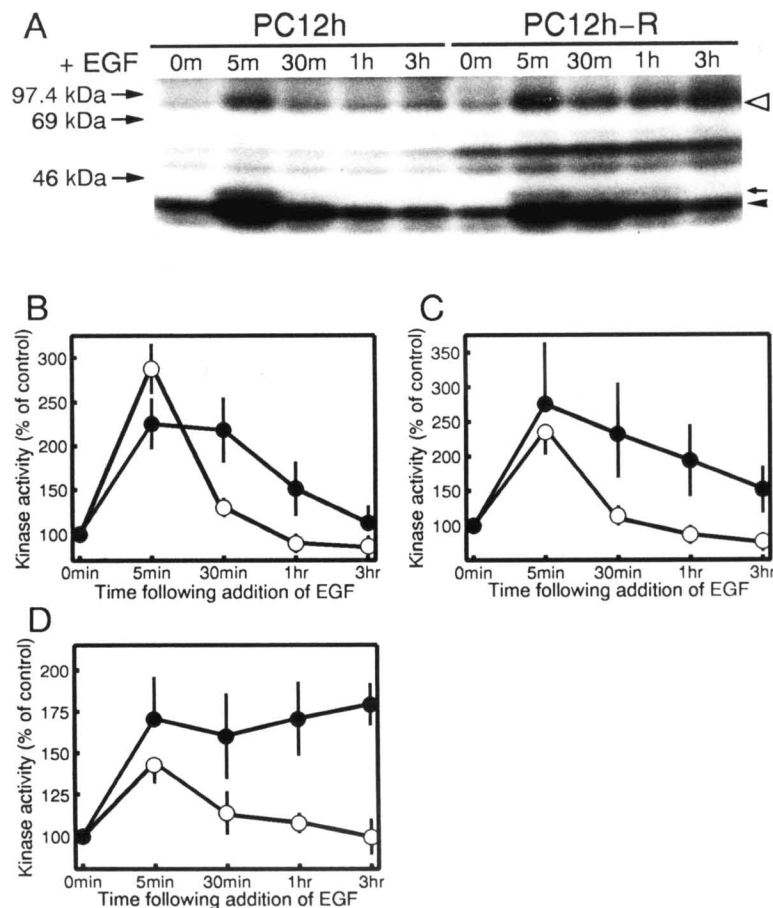 A
PC12h PC12h-R
+ EGF 0m 5m 30m 1h 3h 0m 5m 30m 1h 3h
97.4 kDa
69 kDa
46 kDa
B
Kinase activity (% of control)
300
250
200
150
100
0min 5min 30min 1hr 3hr
Time following addition of EGF
C
Kinase activity (% of control)
350
300
250
200
150
100
0min 5min 30min 1hr 3hr
Time following addition of EGF
D
Kinase activity (% of control)
200
175
150
125
100
0min 5min 30min 1hr 3hr
Time following addition of EGF